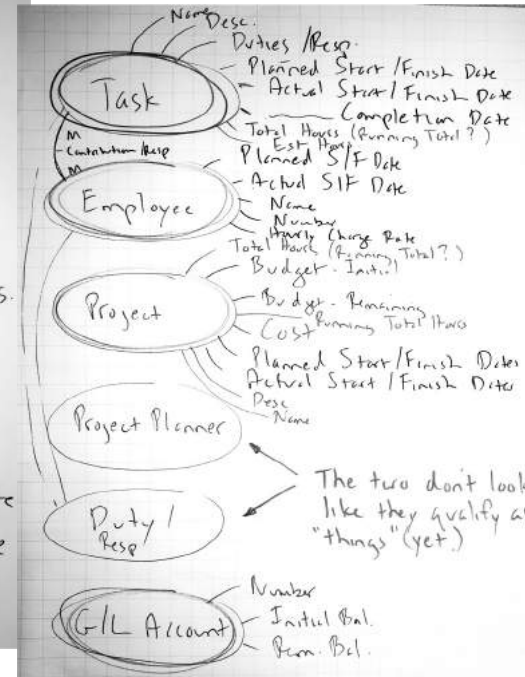 Name
Desc.
Duties /Resp.
Planned Start /Finish Date
Actual Start / Finish Date
Completion Date
Total Hours (Running Total?)
Est Hours
Task
M
Contribution /Resp
M
Planned S/F Date
Actual S/F Date
Name
Number
Hourly Charge Rate
Employee
Total Hours (Running Total?)
Budget - Initial
Budget - Remaining
Running Total Hours
Cost
Project
Planned Start/Finish Dates
Actual Start / Finish Dates
Desc
Name
s.
Project Planner
The two don't look
like they qualify a
"things" (yet.)
Duty /
Resp
re
e
G/L Account
Number
Initial Bal.
Rem. Bal.